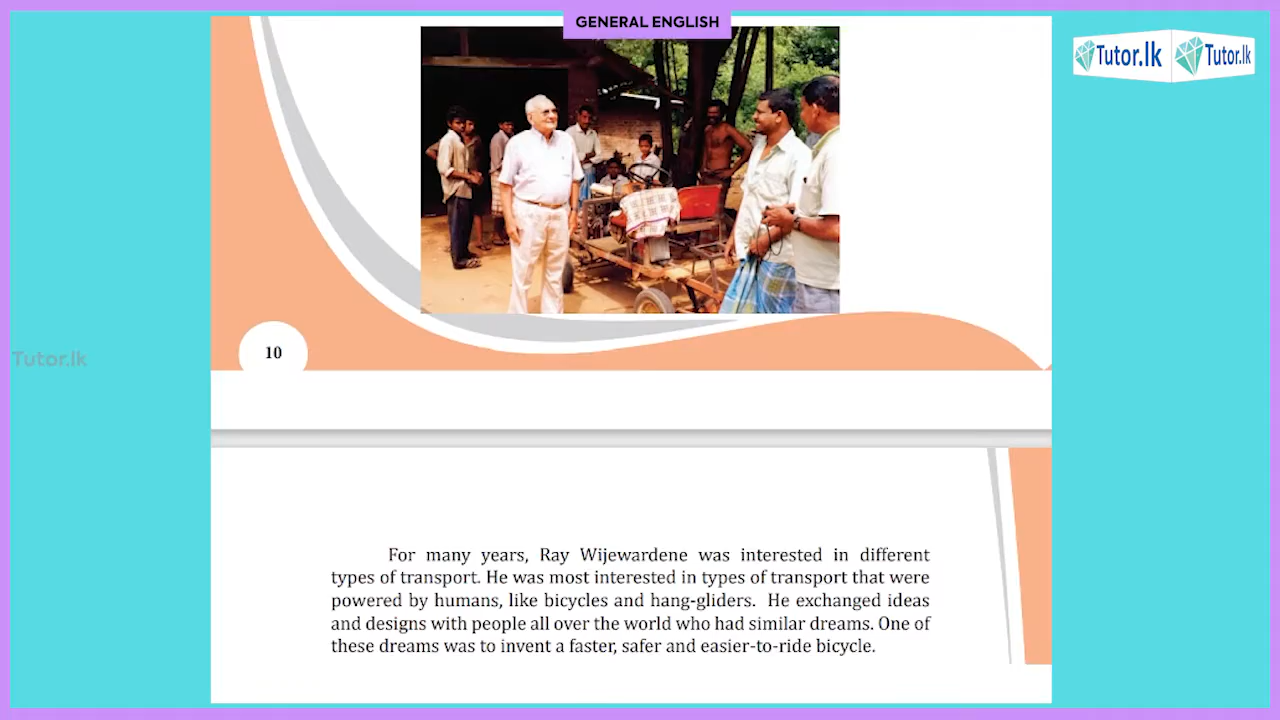 GENERAL ENGLISH
Tutor.lk
Tutor.lk
10
Tutor.lk
For many years, Ray Wijewardene was interested in different
types of transport. He was most interested in types of transport that were
powered by humans, like bicycles and hang-gliders. He exchanged ideas
and designs with people all over the world who had similar dreams. One of
these dreams was to invent a faster, safer and easier-to-ride bicycle.